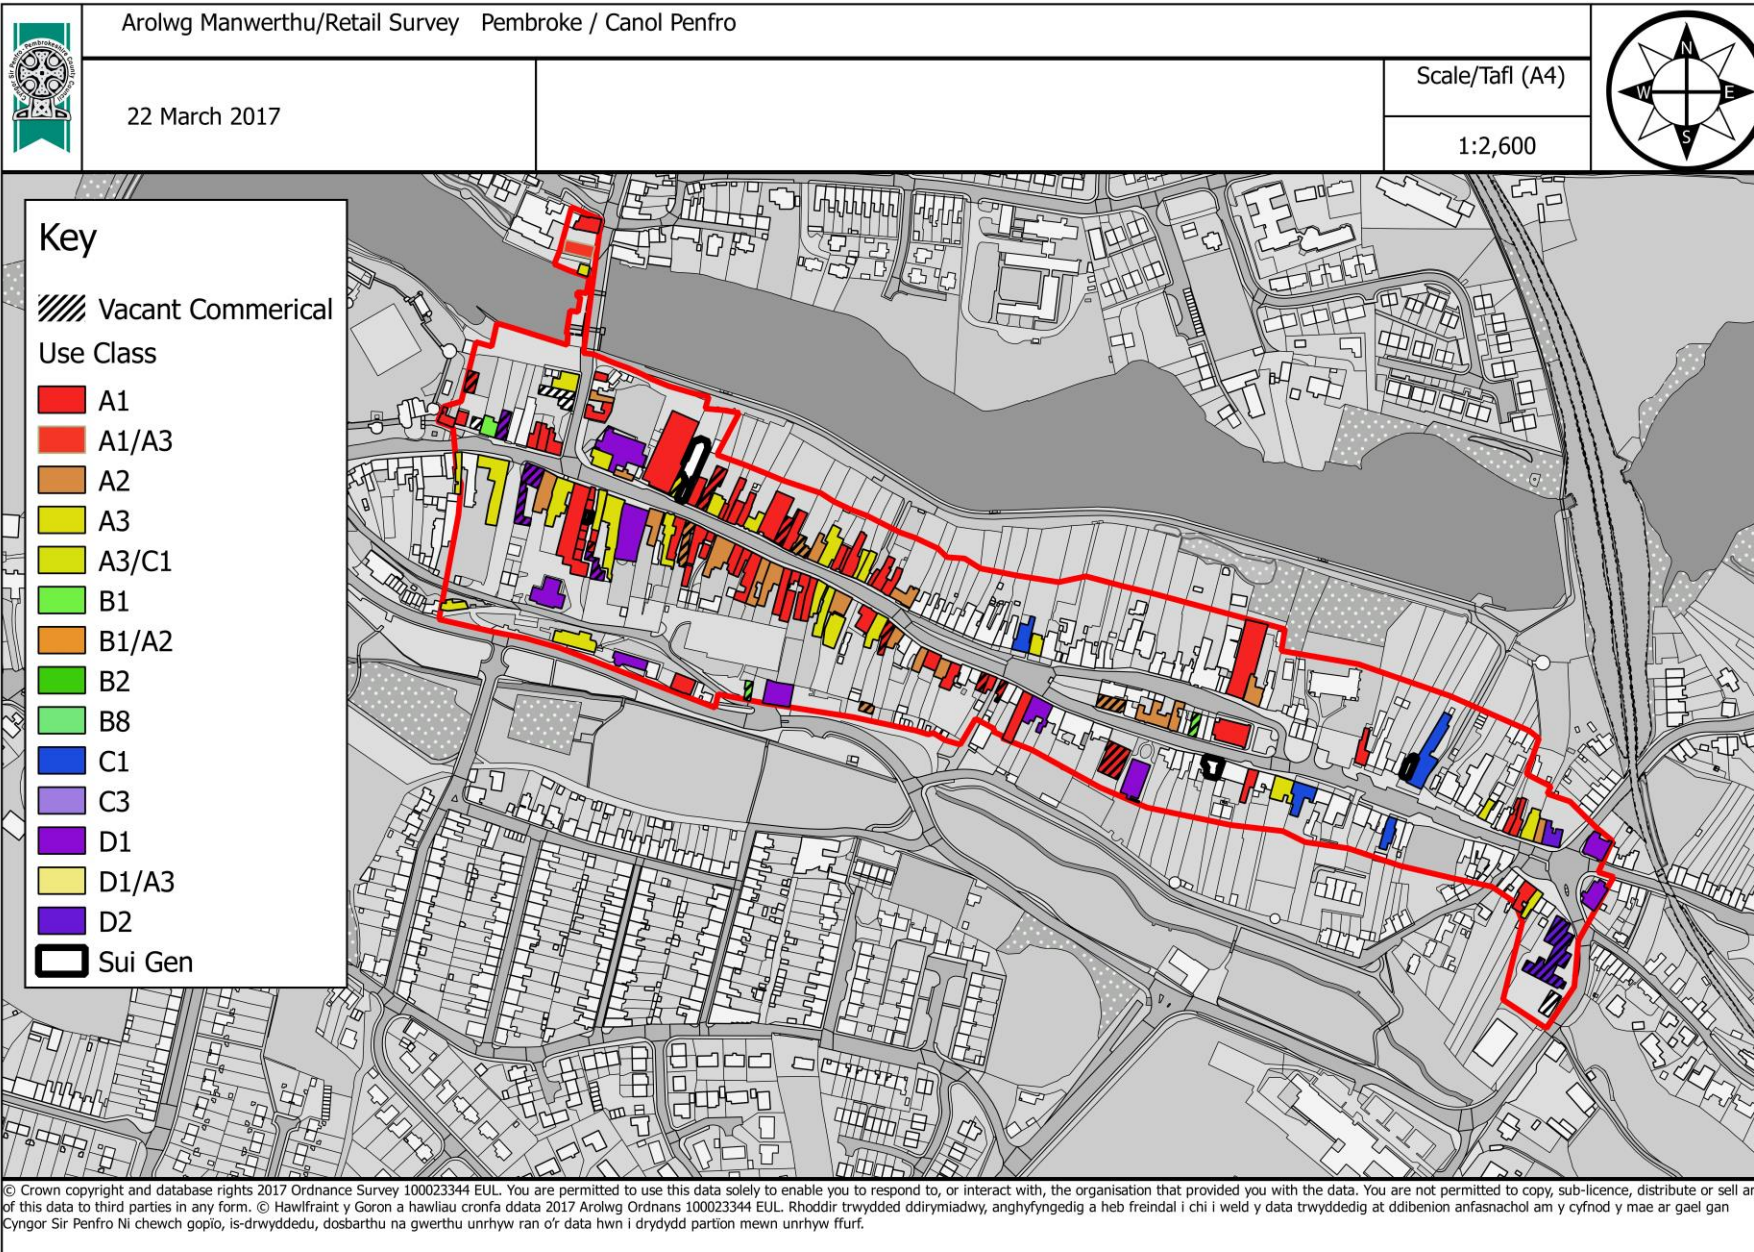 Arolwg Manwerthu/Retail Survey Pembroke / Canol Penfro
22 March 2017
Scale/Tafl (A4)
1:2,600
N
W
E
S
Key
Vacant Commerical
Use Class
A1
A1/A3
A2
A3
A3/C1
B1
B1/A2
B2
B8
C1
C3
D1
D1/A3
D2
Sui Gen
© Crown copyright and database rights 2017 Ordnance Survey 100023344 EUL. You are permitted to use this data solely to enable you to respond to, or interact with, the organisation that provided you with the data. You are not permitted to copy, sub-licence, distribute or sell
of this data to third parties in any form. © Hawlfraint y Goron a hawliau cronfa ddata 2017 Arolwg Ordnans 100023344 EUL. Rhoddir trwydded ddirymiadwy, anghyfyngedig a heb freindal i chi i weld y data trwyddedig at ddibenion anfasnachol am y cyfnod y mae ar gael gan
Cyngor Sir Penfro Ni chewch gopïo, is-drwyddedu, dosbarthu na gwerthu unrhyw ran o'r data hwn i drydydd partïon mewn unrhyw ffurf.